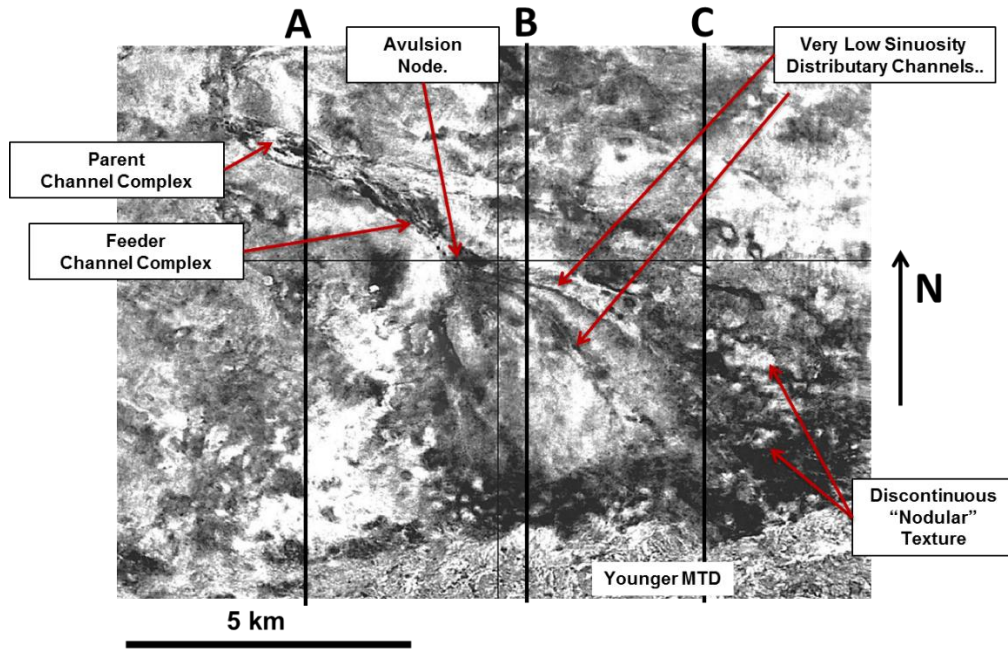 A
B
C
Avulsion
Node.
Very Low Sinuosity
Distributary Channels..
Parent
Channel Complex
Feeder
Channel Complex
N
Discontinuous
“Nodular”
Texture
Younger MTD
5 km